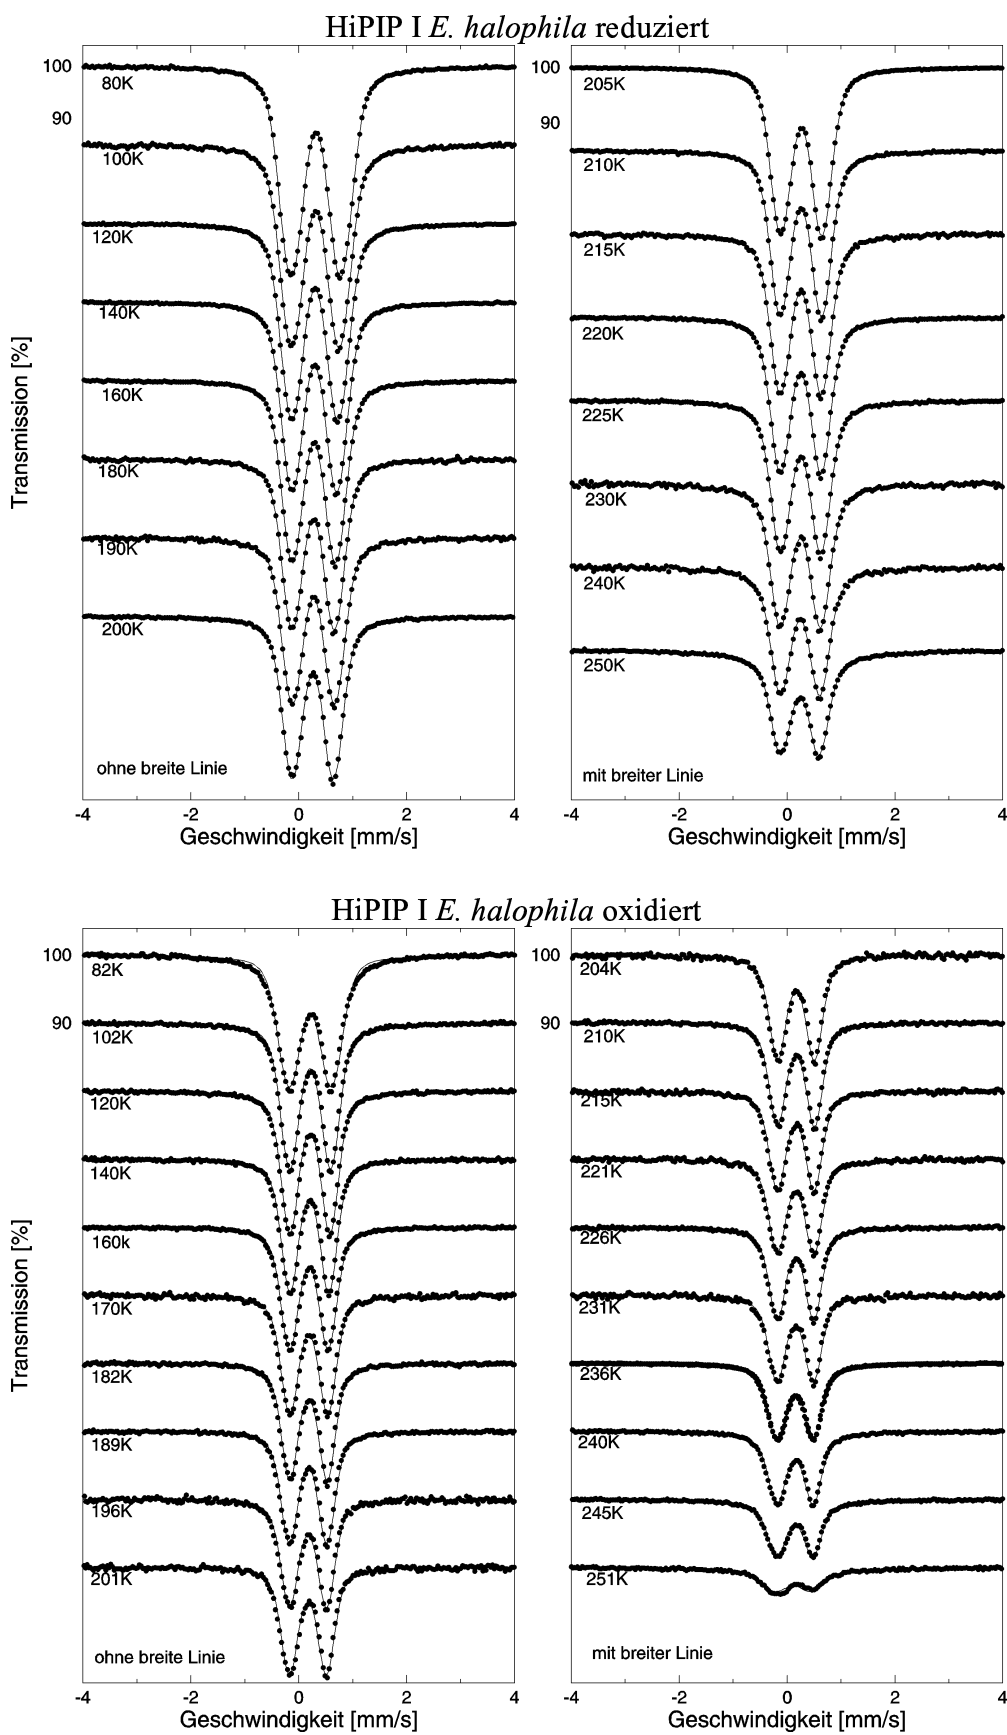 HiPIP I E. halophila reduziert
100
90
80K
100K
120K
140K
160K
180K
190K
200K
ohne breite Linie
-4 -2 0 2 4
Geschwindigkeit [mm/s]
Transmission [%]
100
90
205K
210K
215K
220K
225K
230K
240K
250K
mit breiter Linie
-4 -2 0 2 4
Geschwindigkeit [mm/s]
HiPIP I E. halophila oxidiert
100
90
82K
102K
120K
140K
160k
170K
182K
189K
196K
201K
ohne breite Linie
-4 -2 0 2 4
Geschwindigkeit [mm/s]
Transmission [%]
100
90
204K
210K
215K
221K
226K
231K
236K
240K
245K
251K
mit breiter Linie
-4 -2 0 2 4
Geschwindigkeit [mm/s]